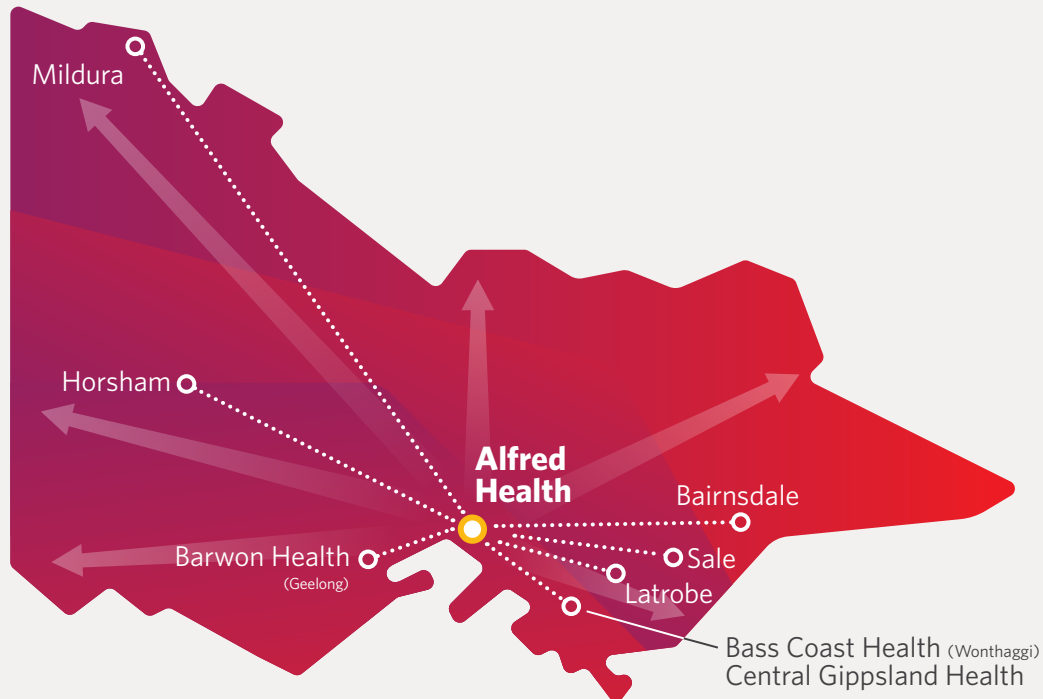 Mildura
Horsham
Alfred
Health
Bairnsdale
Barwon Health
(Geelong)
Sale
Latrobe
Bass Coast Health (Wonthaggi)
Central Gippsland Health